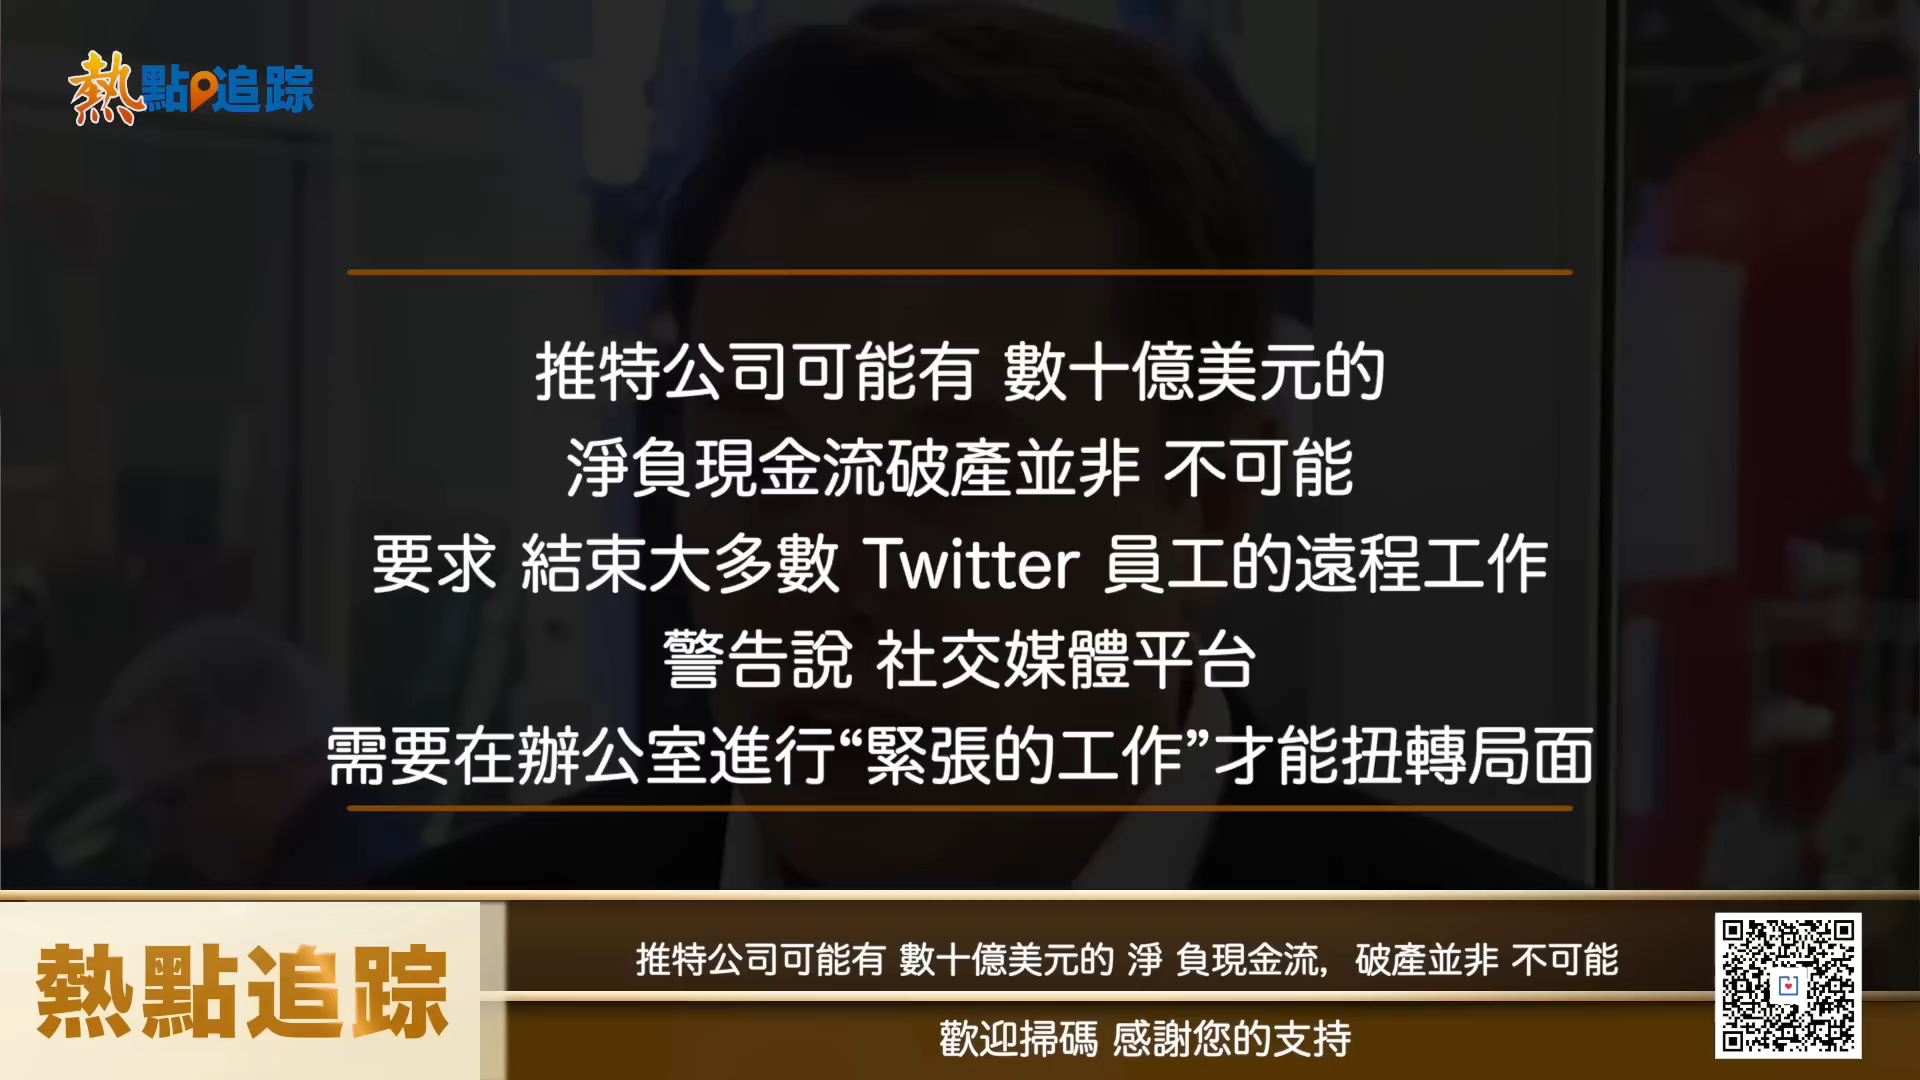 熱點追踪
推特公司可能有 數十億美元的
淨負現金流破產並非 不可能
要求 結束大多數 Twitter 員工的遠程工作
警告說 社交媒體平台
需要在辦公室進行“緊張的工作”才能扭轉局面
熱點追踪
推特公司可能有 數十億美元的 淨 負現金流，破產並非 不可能
歡迎掃碼 感謝您的支持